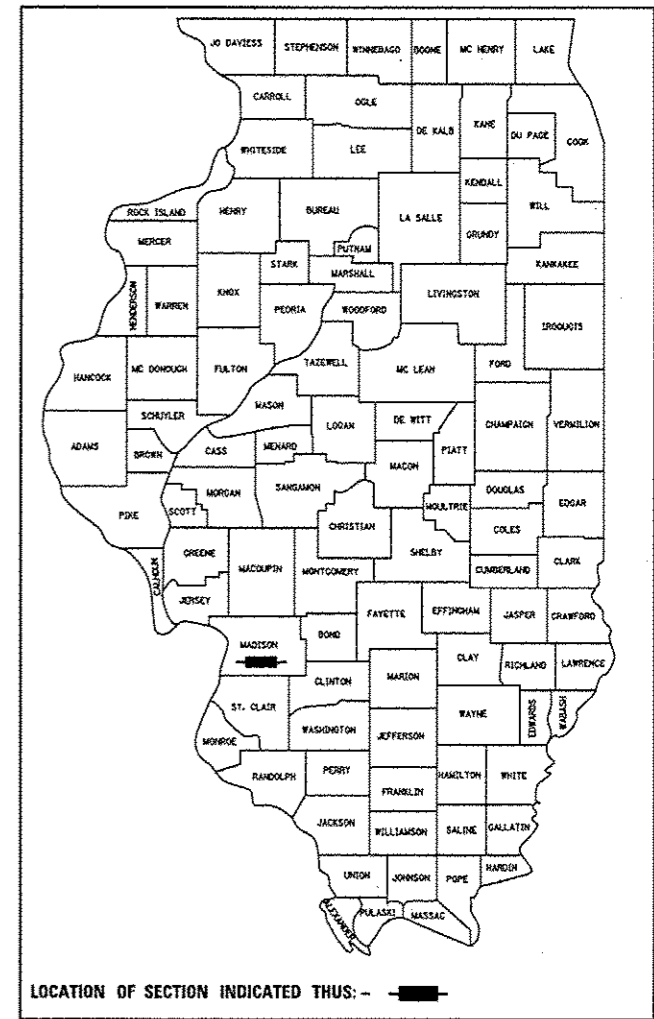 JO DAVIESS STEPHENSON WINNEBAGO BOONE MC HENRY LAKE
CARROLL OGLE DE KALB KANE DU PAGE COOK
WHITESIDE LEE
KENDALL WILL
ROCK ISLAND HENRY BUREAU LA SALLE GRUNDY
MERCER PUTNAM
STARK MARSHALL KANKAKEE
HENDERSON WARREN KNOX PEORIA WOODFORD LIVINGSTON IROQUOIS
HANCOCK MC DONOUGH FULTON TAZEWELL MC LEAN FORD
MASON
SCHUYLER LOGAN DE WITT CHAMPAIGN VERMILION
ADAMS BROWN CASS MENARD MACON PIATT
SANGAMON DOUGLAS
MORGAN MOULTRIE EDGAR
PIKE SCOTT CHRISTIAN COLES
GREENE SHELBY
CALHOUN MACOUPIN MONTGOMERY CUMBERLAND CLARK
JERSEY FAYETTE EFFINGHAM JASPER CRAWFORD
MADISON BOND
CLAY RICHLAND LAWRENCE
CLINTON MARION
ST. CLAIR WAYNE EDWARDS WABASH
WASHINGTON JEFFERSON
MONROE
PERRY HAMILTON WHITE
RANDOLPH FRANKLIN
JACKSON WILLIAMSON SALINE GALLATIN
UNION JOHNSON POPE HARDIN
ALEXANDER PULASKI MASSAC
LOCATION OF SECTION INDICATED THUS: -